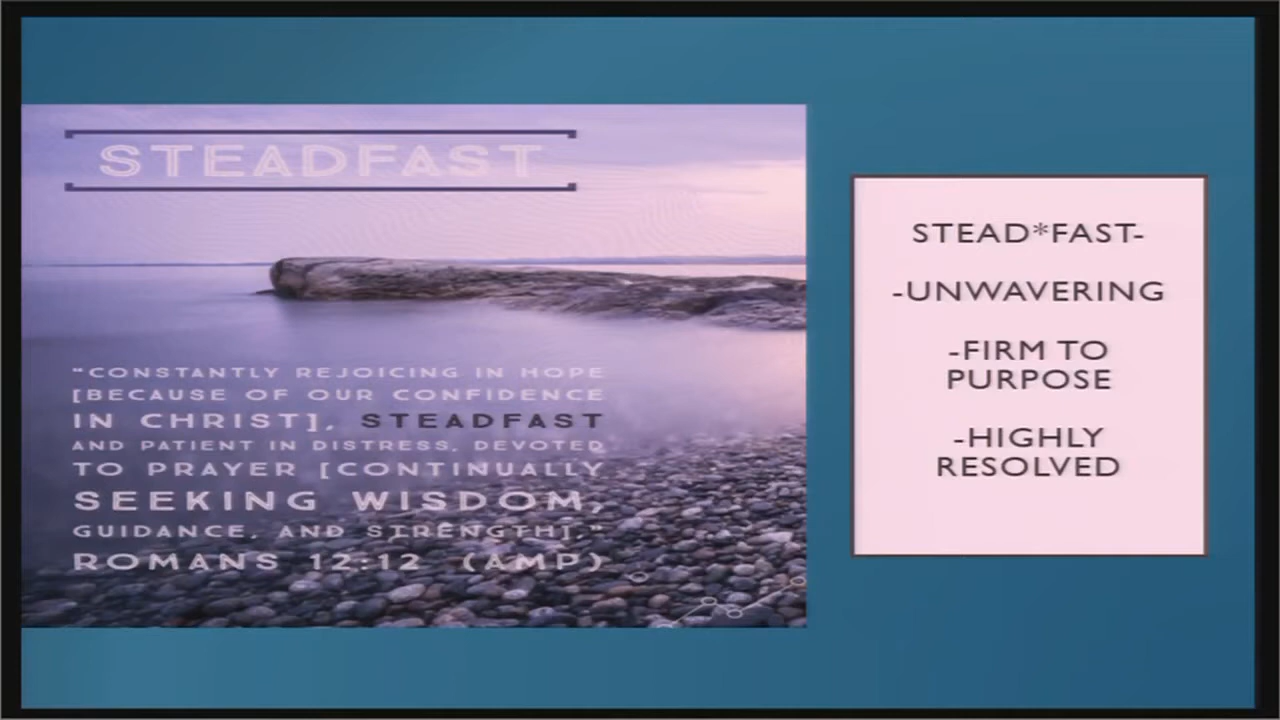 STEADFAST
"CONSTANTLY REJOICING IN HOPE
[BECAUSE OF OUR CONFIDENCE
IN CHRIST], STEADFAST
AND PATIENT IN DISTRESS, DEVOTED
TO PRAYER [CONTINUALLY
SEEKING WISDOM,
GUIDANCE, AND STRENGTH],"
ROMANS 12:12 (AMP)
STEAD*FAST-
-UNWAVERING
-FIRM TO
PURPOSE
-HIGHLY
RESOLVED